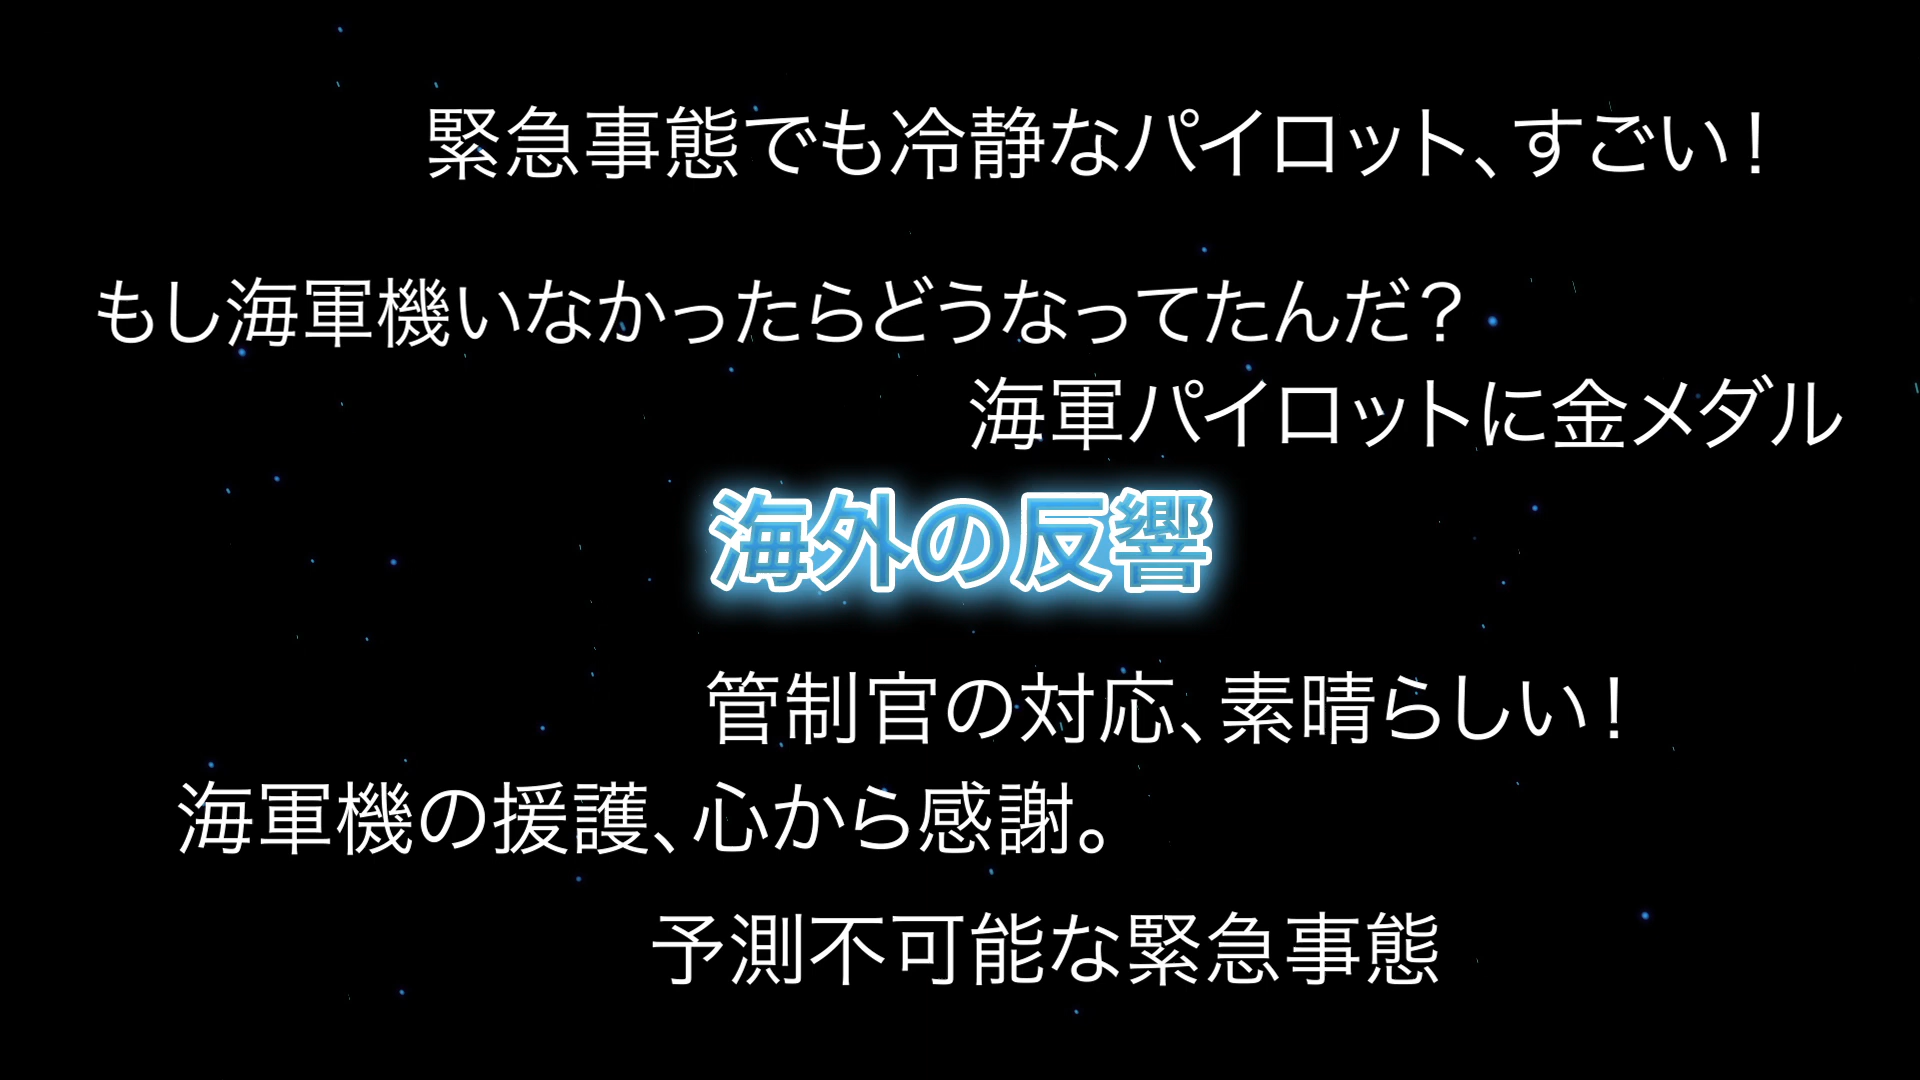 緊急事態でも冷静なパイロット、すごい！
もし海軍機いなかったらどうなってたんだ？
海軍パイロットに金メダル
海外の反響
管制官の対応、素晴らしい！
海軍機の援護、心から感謝。
予測不可能な緊急事態